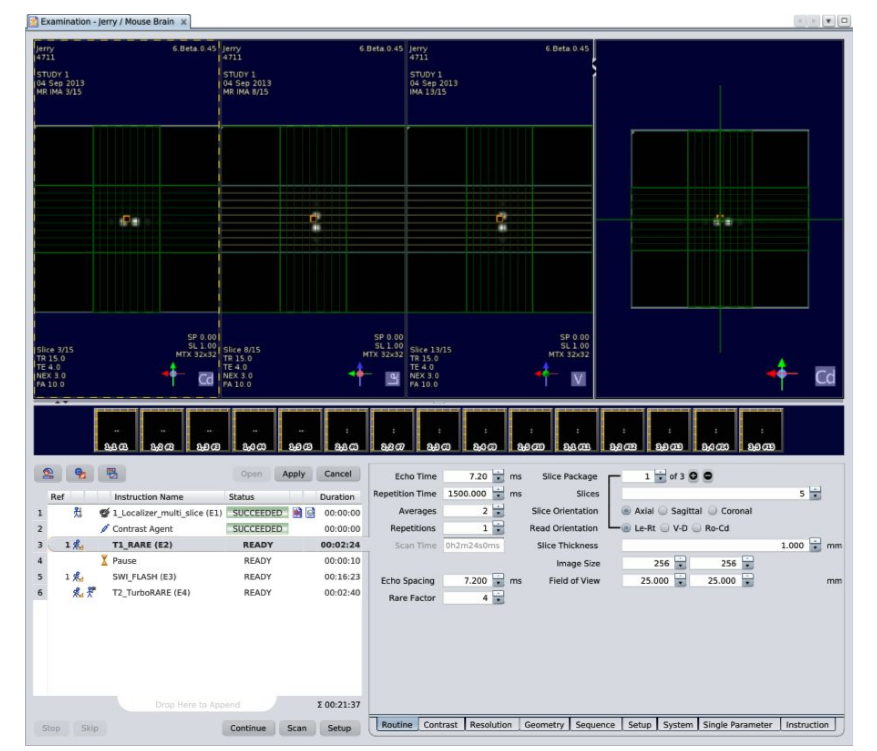 Examination - Jerry / Mouse Brain x
Jerry 6.Beta.0.45
4711
STUDY 1
04 Sep 2013
MR IMA 3/15
Jerry 6.Beta.0.45
4711
STUDY 1
04 Sep 2013
MR IMA 8/15
Jerry 6.Beta.0.45
4711
STUDY 1
04 Sep 2013
IMA 13/15
SP 0.00
SL 1.00
Slice 3/15 MTX 32x32
TR 15.0
TE 4.0
NEX 3.0
FA 10.0
Cd
SP 0.00
SL 1.00
Slice 8/15 MTX 32x32
TR 15.0
TE 4.0
NEX 3.0
FA 10.0
SP 0.00
SL 1.00
Slice 13/15 MTX 32x32
TR 15.0
TE 4.0
NEX 3.0
FA 10.0
V
Cd
Open Apply Cancel
Ref Instruction Name Status Duration
1 1_Localizer_multi_slice (E1) SUCCEEDED 00:00:00
2 Contrast Agent SUCCEEDED 00:00:00
3 1 T1_RARE (E2) READY 00:02:24
4 Pause READY 00:00:10
5 1 SWI_FLASH (E3) READY 00:16:23
6 T2_TurboRARE (E4) READY 00:02:40
Drop Here to Append Σ 00:21:37
Stop Skip Continue Scan Setup
Echo Time 7.20 ms Slice Package 1 of 3
Repetition Time 1500.000 ms Slices 5
Averages 2 Slice Orientation Axial Sagittal Coronal
Repetitions 1 Read Orientation Le-Rt V-D Ro-Cd
Scan Time 0h2m24s0ms Slice Thickness 1.000 mm
Image Size 256 256
Echo Spacing 7.200 ms Field of View 25.000 25.000 mm
Rare Factor 4
Routine Contrast Resolution Geometry Sequence Setup System Single Parameter Instruction